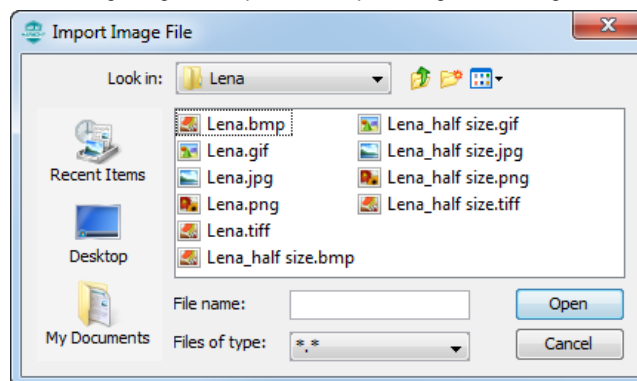 Import Image File
Look in: Lena
Lena.bmp
Lena.gif
Lena.jpg
Lena.png
Lena.tiff
Lena_half size.bmp
Lena_half size.gif
Lena_half size.jpg
Lena_half size.png
Lena_half size.tiff
Recent Items
Desktop
My Documents
File name:
Open
Files of type: *.*
Cancel